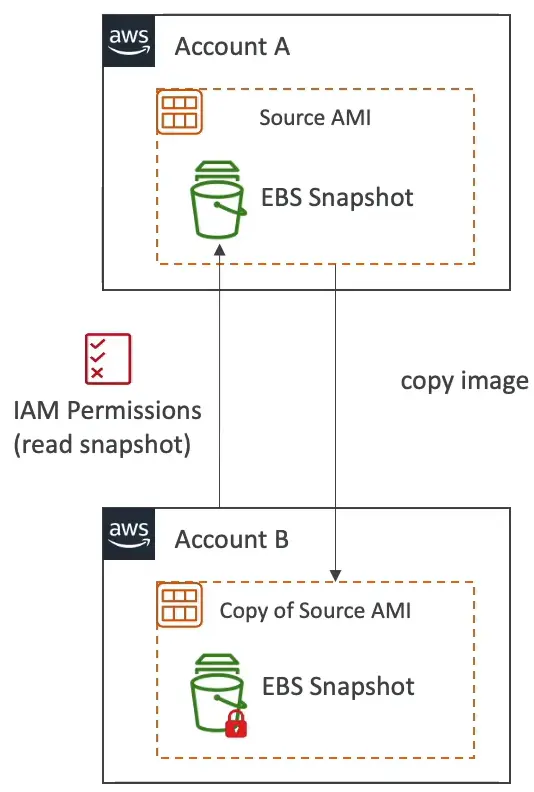 aws
Account A
Source AMI
EBS Snapshot
IAM Permissions
(read snapshot)
copy image
aws
Account B
Copy of Source AMI
EBS Snapshot